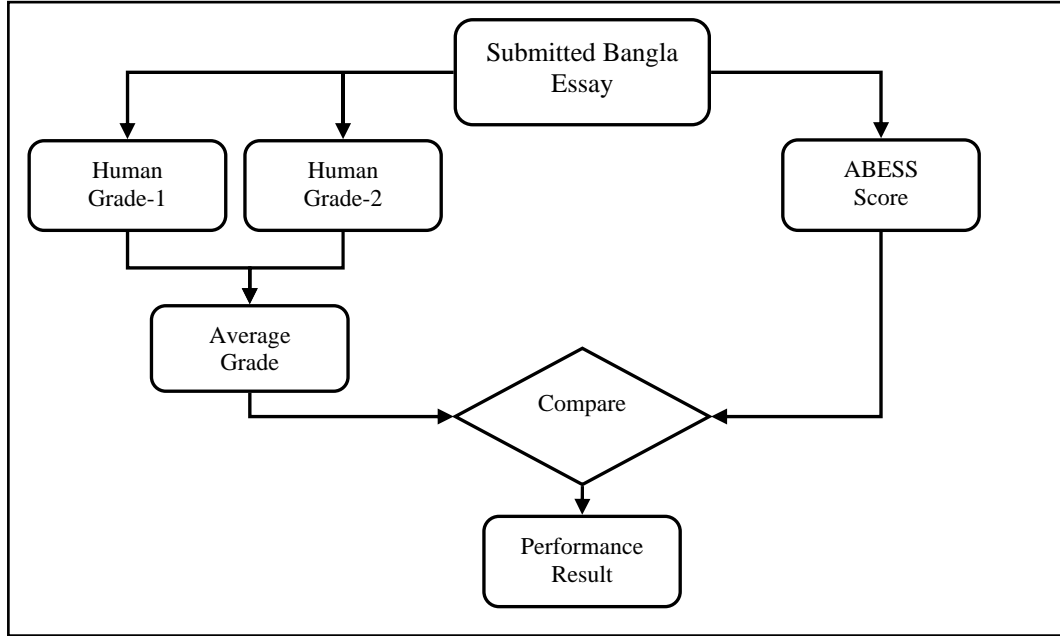 Submitted Bangla
Essay
Human
Grade-1
Human
Grade-2
ABESS
Score
Average
Grade
Compare
Performance
Result